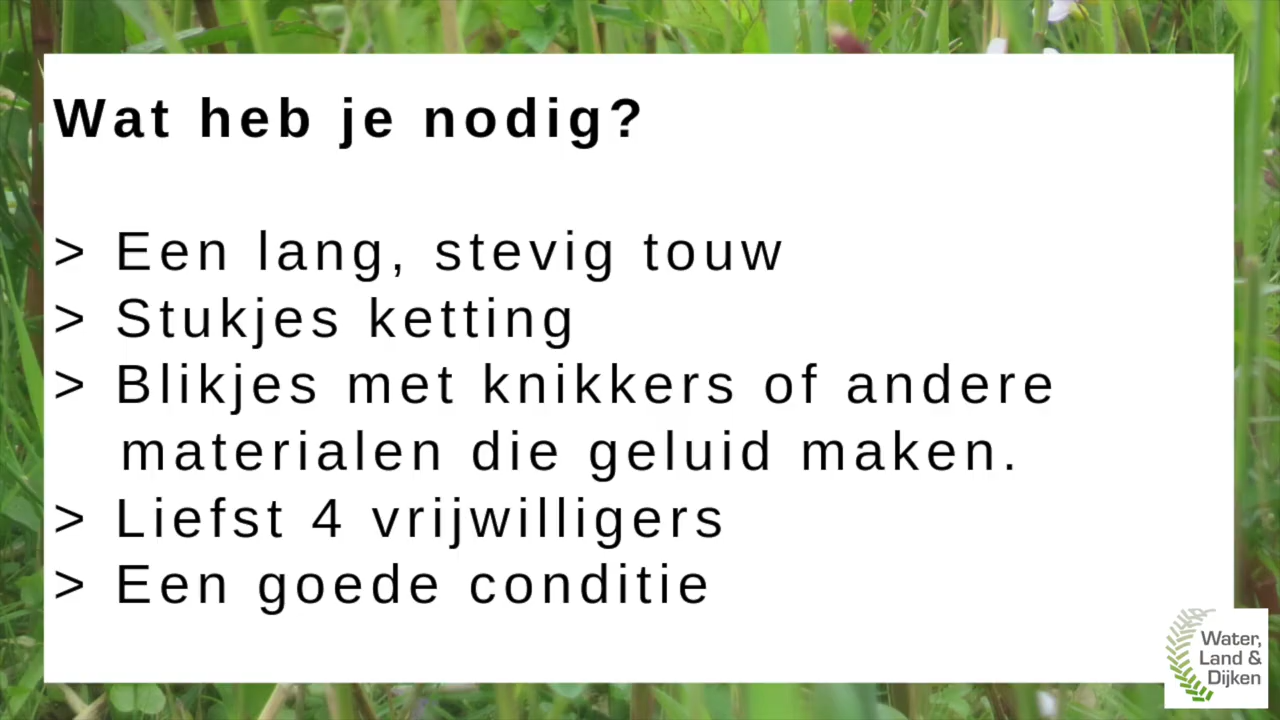 Wat heb je nodig?
> Een lang, stevig touw
> Stukjes ketting
> Blikjes met knikkers of andere
materialen die geluid maken.
> Liefst 4 vrijwilligers
> Een goede conditie
Water,
Land &
Dijken